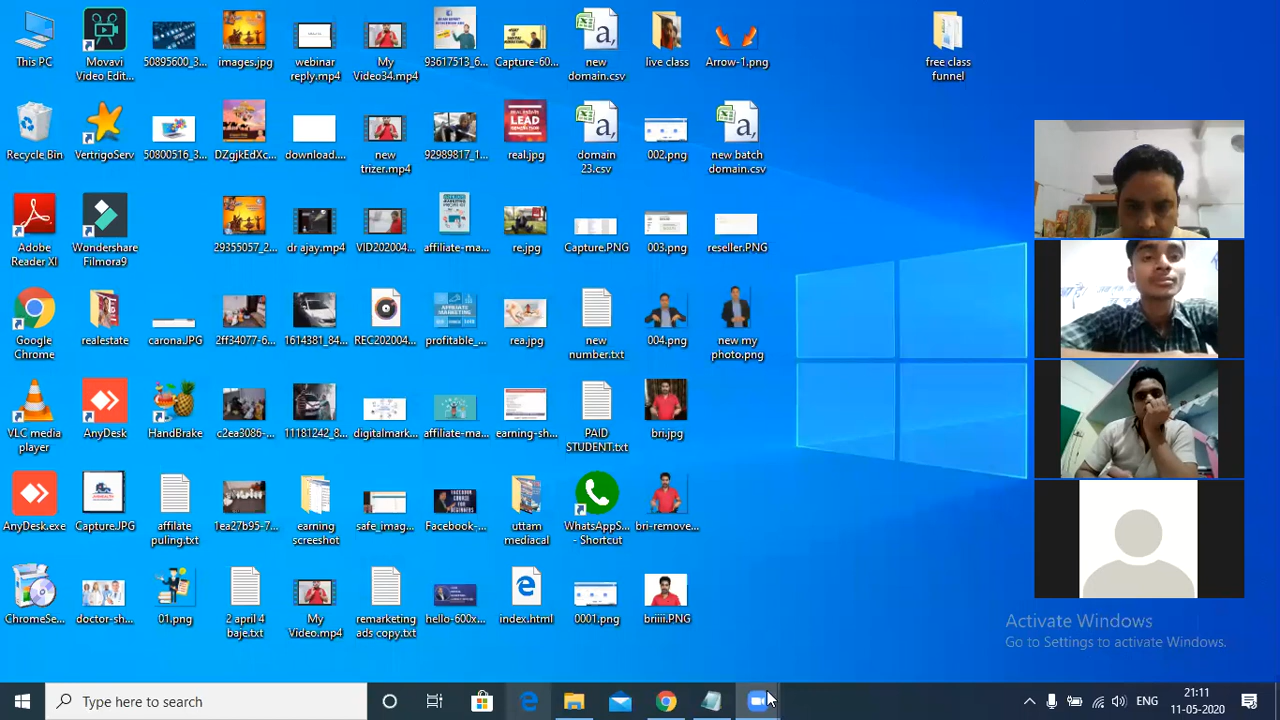 This PC
Movavi
Video Edit...
50895600_3...
images.jpg
webinar
reply.mp4
My
Video34.mp4
93617513_6...
Capture-60...
new
domain.csv
live class
Arrow-1.png
free class
funnel
Recycle Bin
VertrigoServ
50800516_3...
DZgjkEdXc...
download....
new
trizer.mp4
92989817_1...
real.jpg
domain
23.csv
002.png
new batch
domain.csv
Adobe
Reader XI
Wondershare
Filmora9
29355057_2...
dr ajay.mp4
VID202004...
affiliate-ma...
re.jpg
Capture.PNG
003.png
reseller.PNG
Google
Chrome
realestate
carona.JPG
2ff34077-6...
1614381_84...
REC202004...
profitable_...
rea.jpg
new
number.txt
004.png
new my
photo.png
VLC media
player
AnyDesk
HandBrake
c2ea3086-...
11181242_8...
digitalmark...
affiliate-ma...
earning-sh...
PAID
STUDENT.txt
bri.jpg
AnyDesk.exe
Capture.JPG
affilate
puling.txt
1ea27b95-7...
earning
screeshot
safe_imag...
Facebook-...
uttam
mediacal
WhatsAppS...
- Shortcut
bri-remove...
ChromeSe...
doctor-sh...
01.png
2 april 4
baje.txt
My
Video.mp4
remarketing
ads copy.txt
hello-600x...
index.html
0001.png
briiii.PNG
REAL ESTATE
LEAD
AFFILIATE
MARKETING
Activate Windows
Go to Settings to activate Windows.
Type here to search
ENG
21:11
11-05-2020